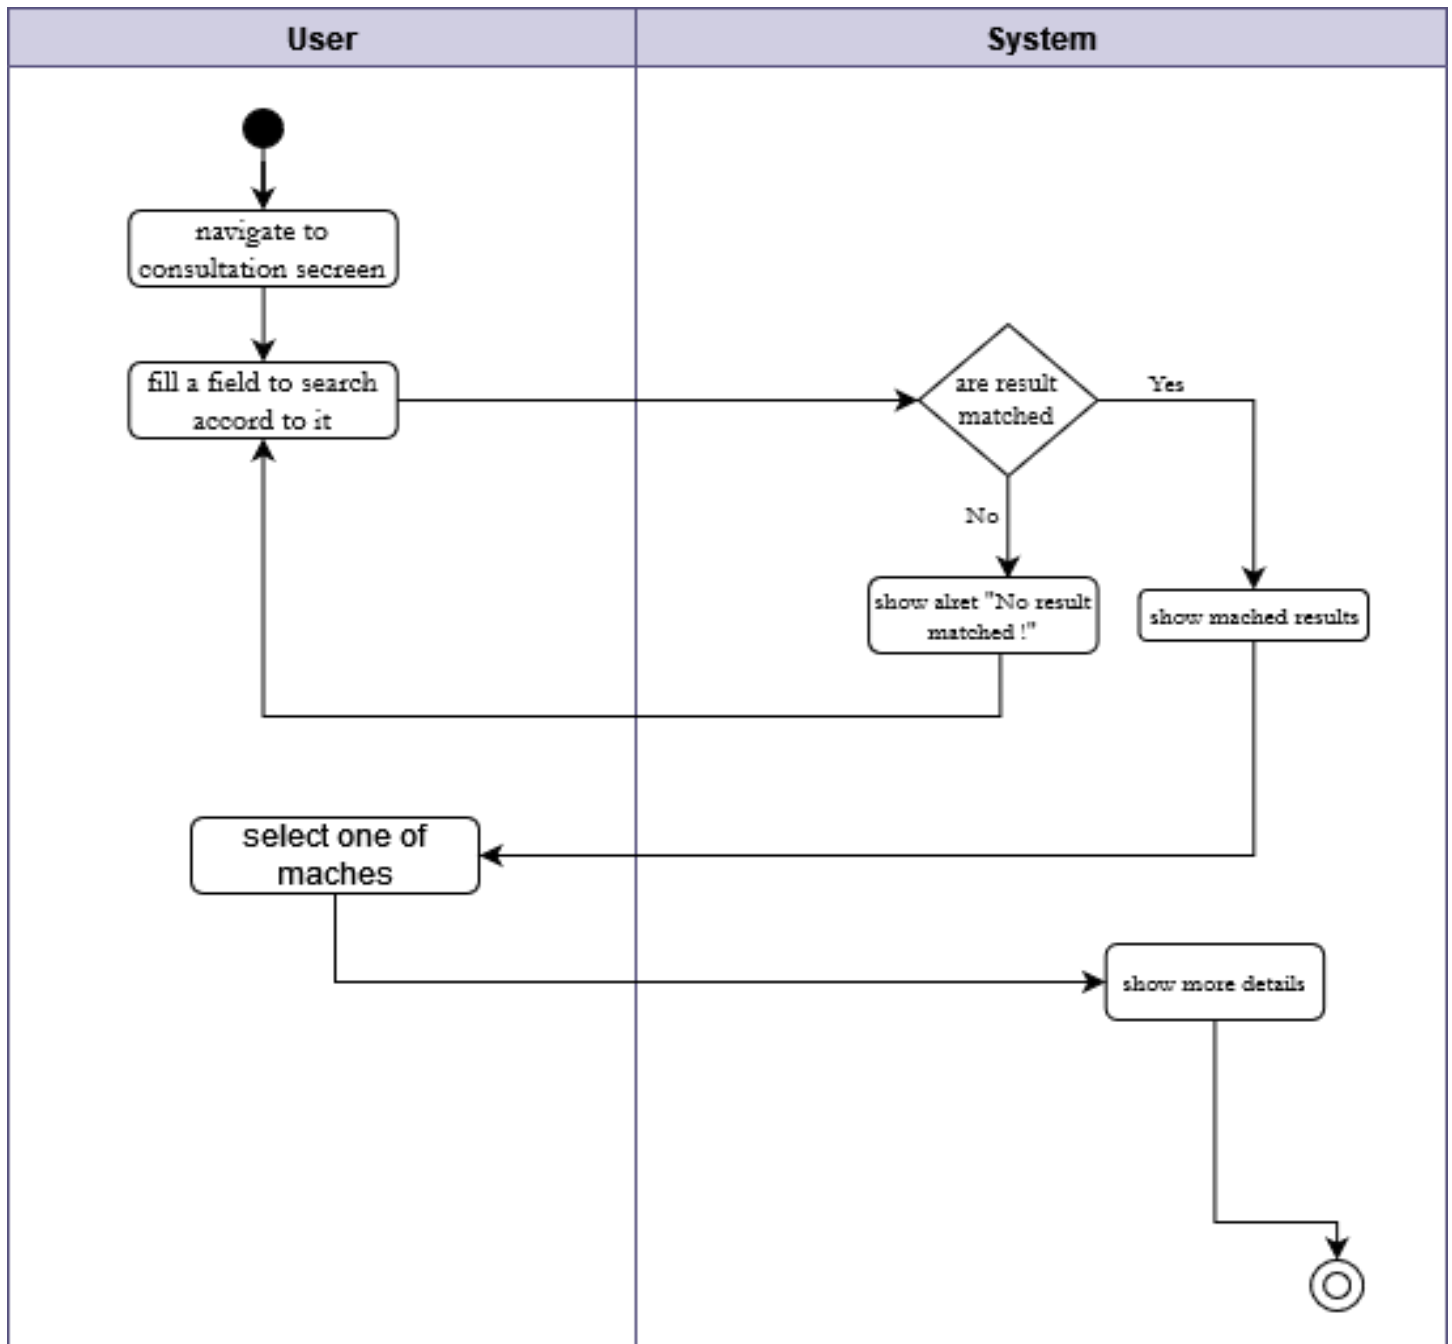 User
System
navigate to
consultation secreen
fill a field to search
accord to it
are result
matched
Yes
No
show alret "No result
matched !"
show mached results
select one of
maches
show more details